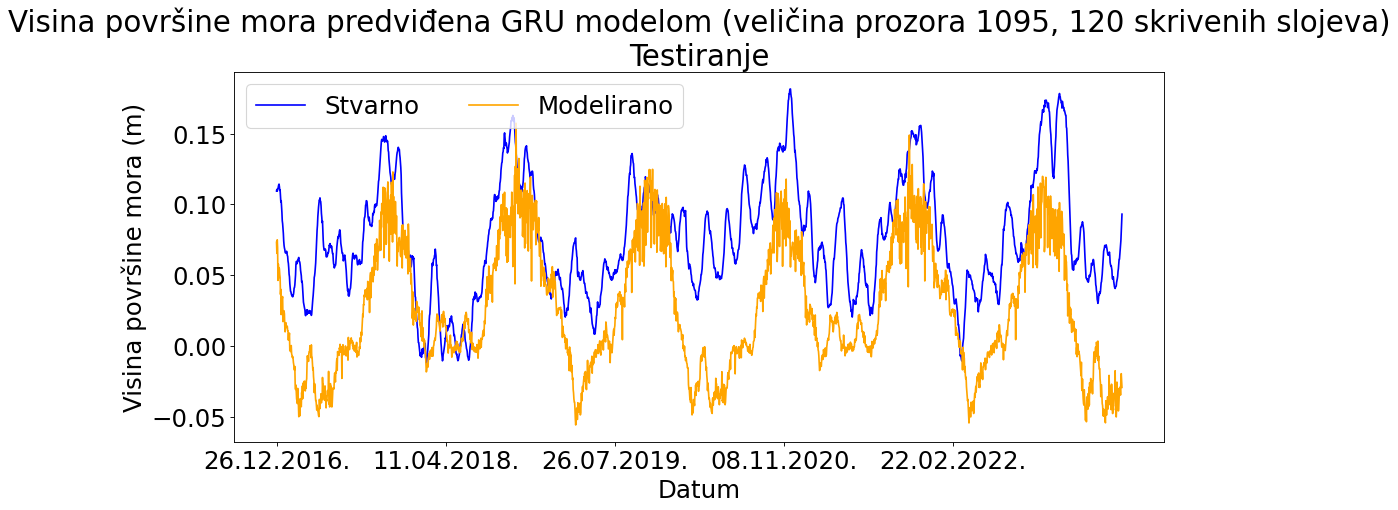 Visina površine mora predviđena GRU modelom (veličina prozora 1095, 120 skrivenih slojeva)
Testiranje
Stvarno Modelirano
Visina površine mora (m)
0.15
0.10
0.05
0.00
−0.05
26.12.2016. 11.04.2018. 26.07.2019. 08.11.2020. 22.02.2022.
Datum